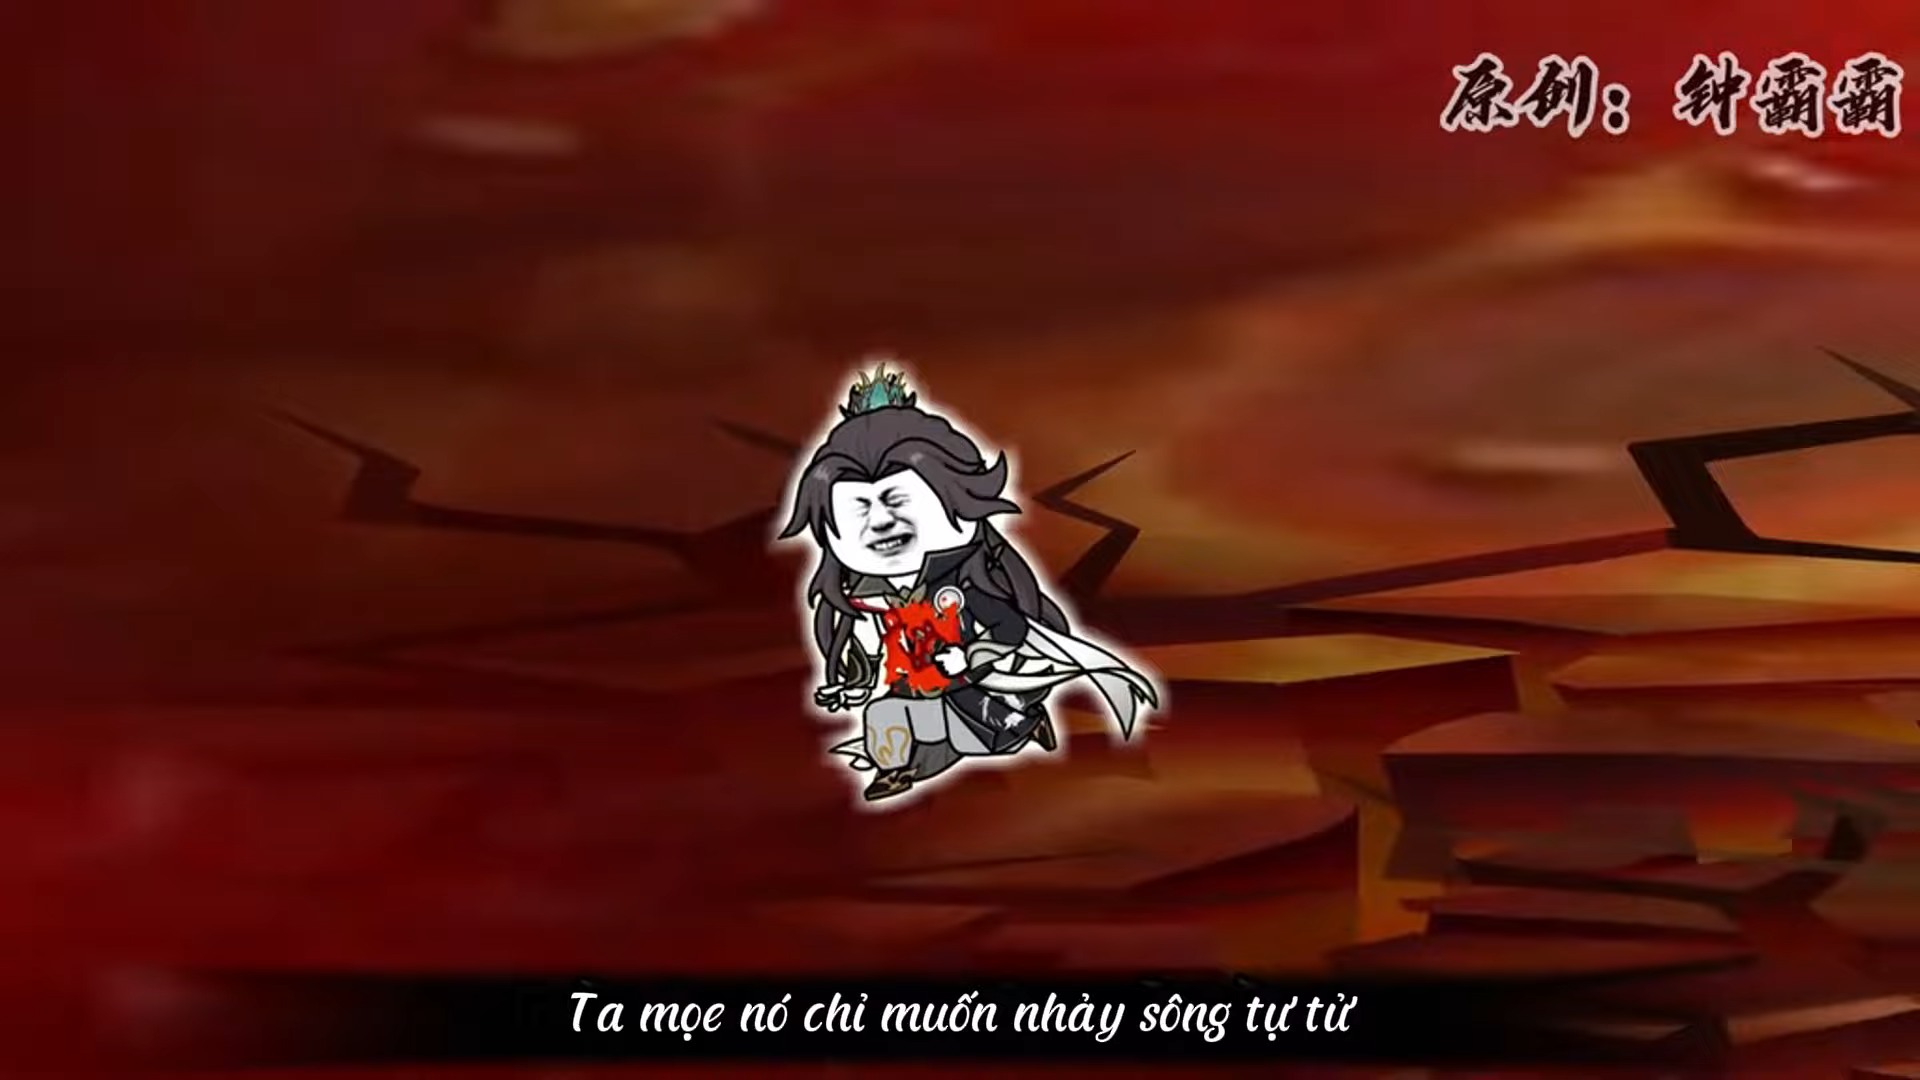 原创：钟霸霸
Ta mọe nó chỉ muốn nhảy sông tự tử